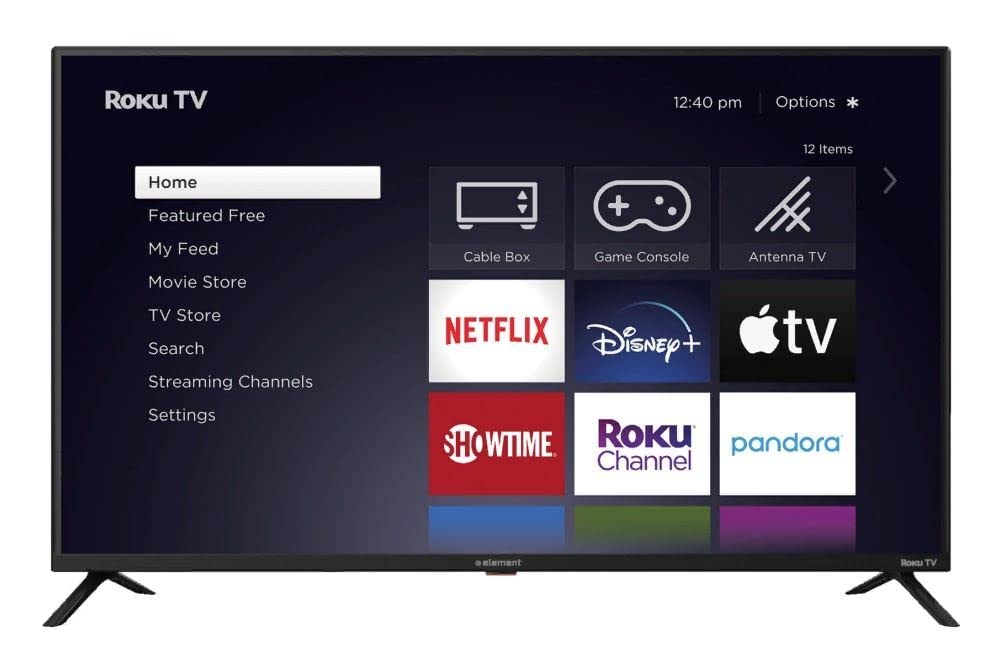 Roku TV
12:40 pm
Options *
12 Items
Home
Featured Free
My Feed
Movie Store
TV Store
Search
Streaming Channels
Settings
Cable Box
Game Console
Antenna TV
NETFLIX
Disney+
tv
SHOWTIME
Roku
Channel
pandora
element
Roku TV